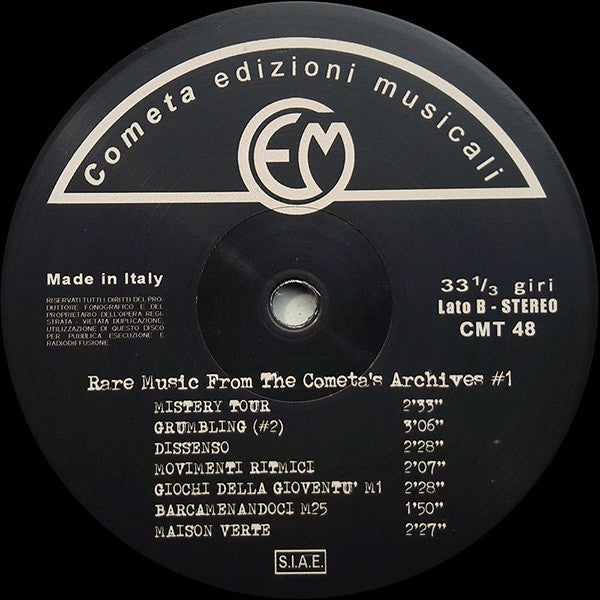 Cometa edizioni musicali
CEM
Made in Italy
RISERVATI TUTTI I DIRITTI DEL PRO-
DUTTORE FONOGRAFICO E DEL
PROPRIETARIO DELL'OPERA REGI-
STRATA - VIETATA DUPLICAZIONE,
UTILIZZAZIONE DI QUESTO DISCO
PER PUBBLICA ESECUZIONE E
RADIODIFFUSIONE.
33 1/3 giri
Lato B - STEREO
CMT 48
Rare Music From The Cometa's Archives #1
MISTERY TOUR 2'33"
GRUMBLING (#2) 3'06"
DISSENSO 2'28"
MOVIMENTI RITMICI 2'07"
GIOCHI DELLA GIOVENTU' M1 2'28"
BARCAMENANDOCI M25 1'50"
MAISON VERTE 2'27"
S.I.A.E.